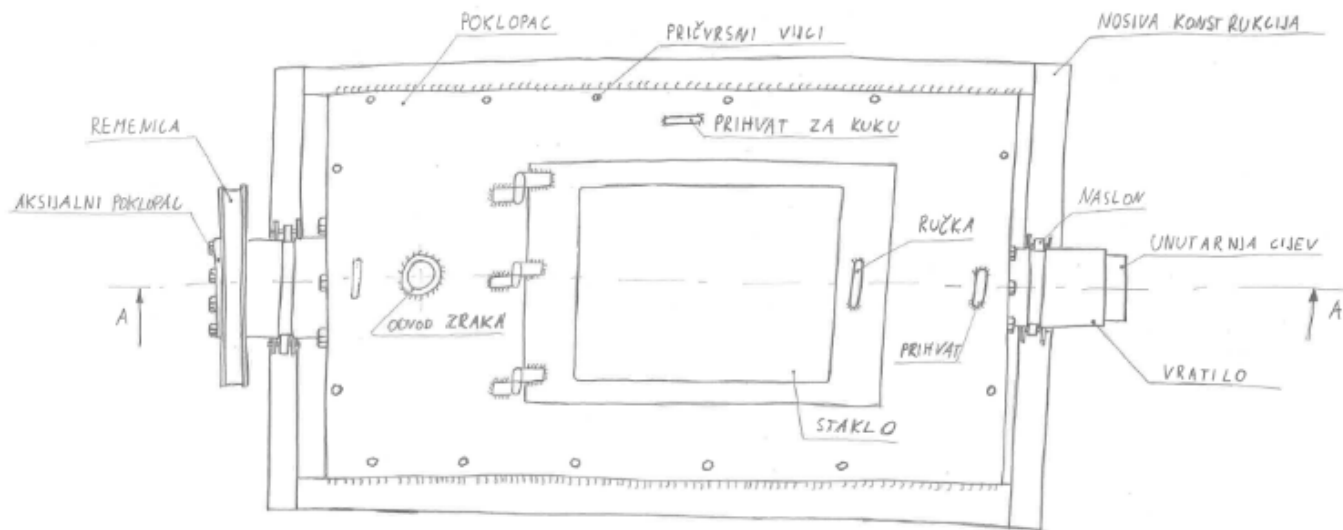 POKLOPAC
PRIČVRSNI VIJCI
NOSIVA KONSTRUKCIJA
REMENICA
PRIHVAT ZA KUKU
AKSIJALNI POKLOPAC
NASLON
RUČKA
UNUTARNJA CIJEV
A
A
ODVOD ZRAKA
PRIHVAT
VRATILO
STAKLO